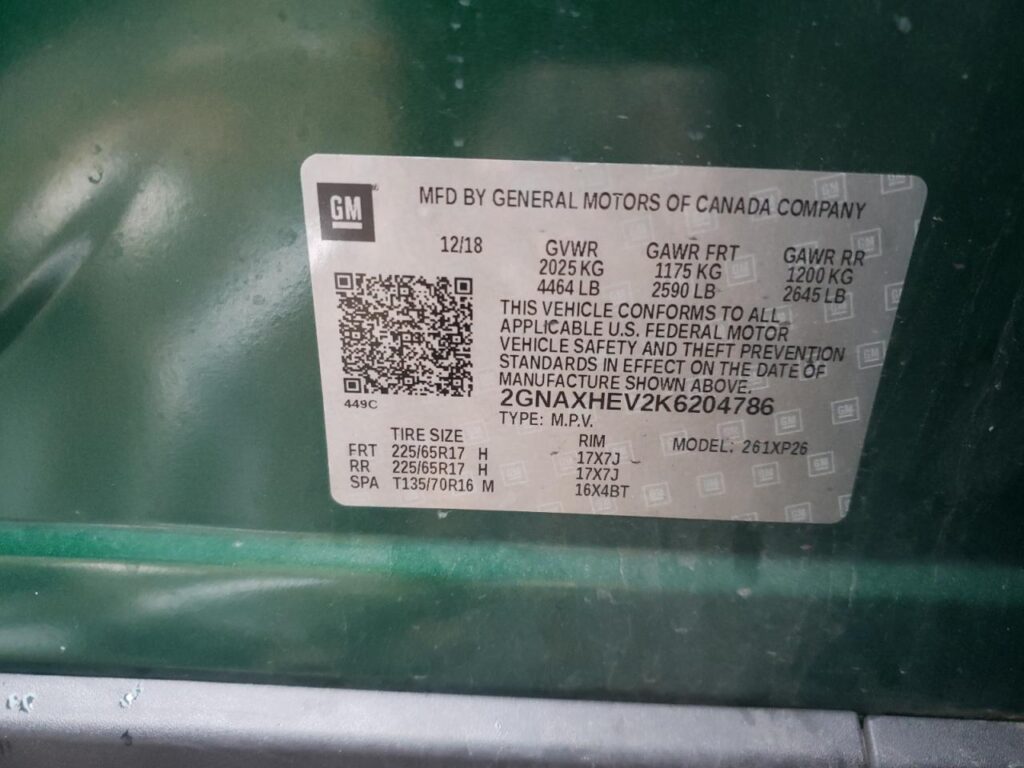 GM
MFD BY GENERAL MOTORS OF CANADA COMPANY
12/18 GVWR GAWR FRT GAWR RR
2025 KG 1175 KG 1200 KG
4464 LB 2590 LB 2645 LB
THIS VEHICLE CONFORMS TO ALL
APPLICABLE U.S. FEDERAL MOTOR
VEHICLE SAFETY AND THEFT PREVENTION
STANDARDS IN EFFECT ON THE DATE OF
MANUFACTURE SHOWN ABOVE.
449C
2GNAXHEV2K6204786
TYPE: M.P.V.
TIRE SIZE RIM MODEL: 261XP26
FRT 225/65R17 H 17X7J
RR 225/65R17 H 17X7J
SPA T135/70R16 M 16X4BT